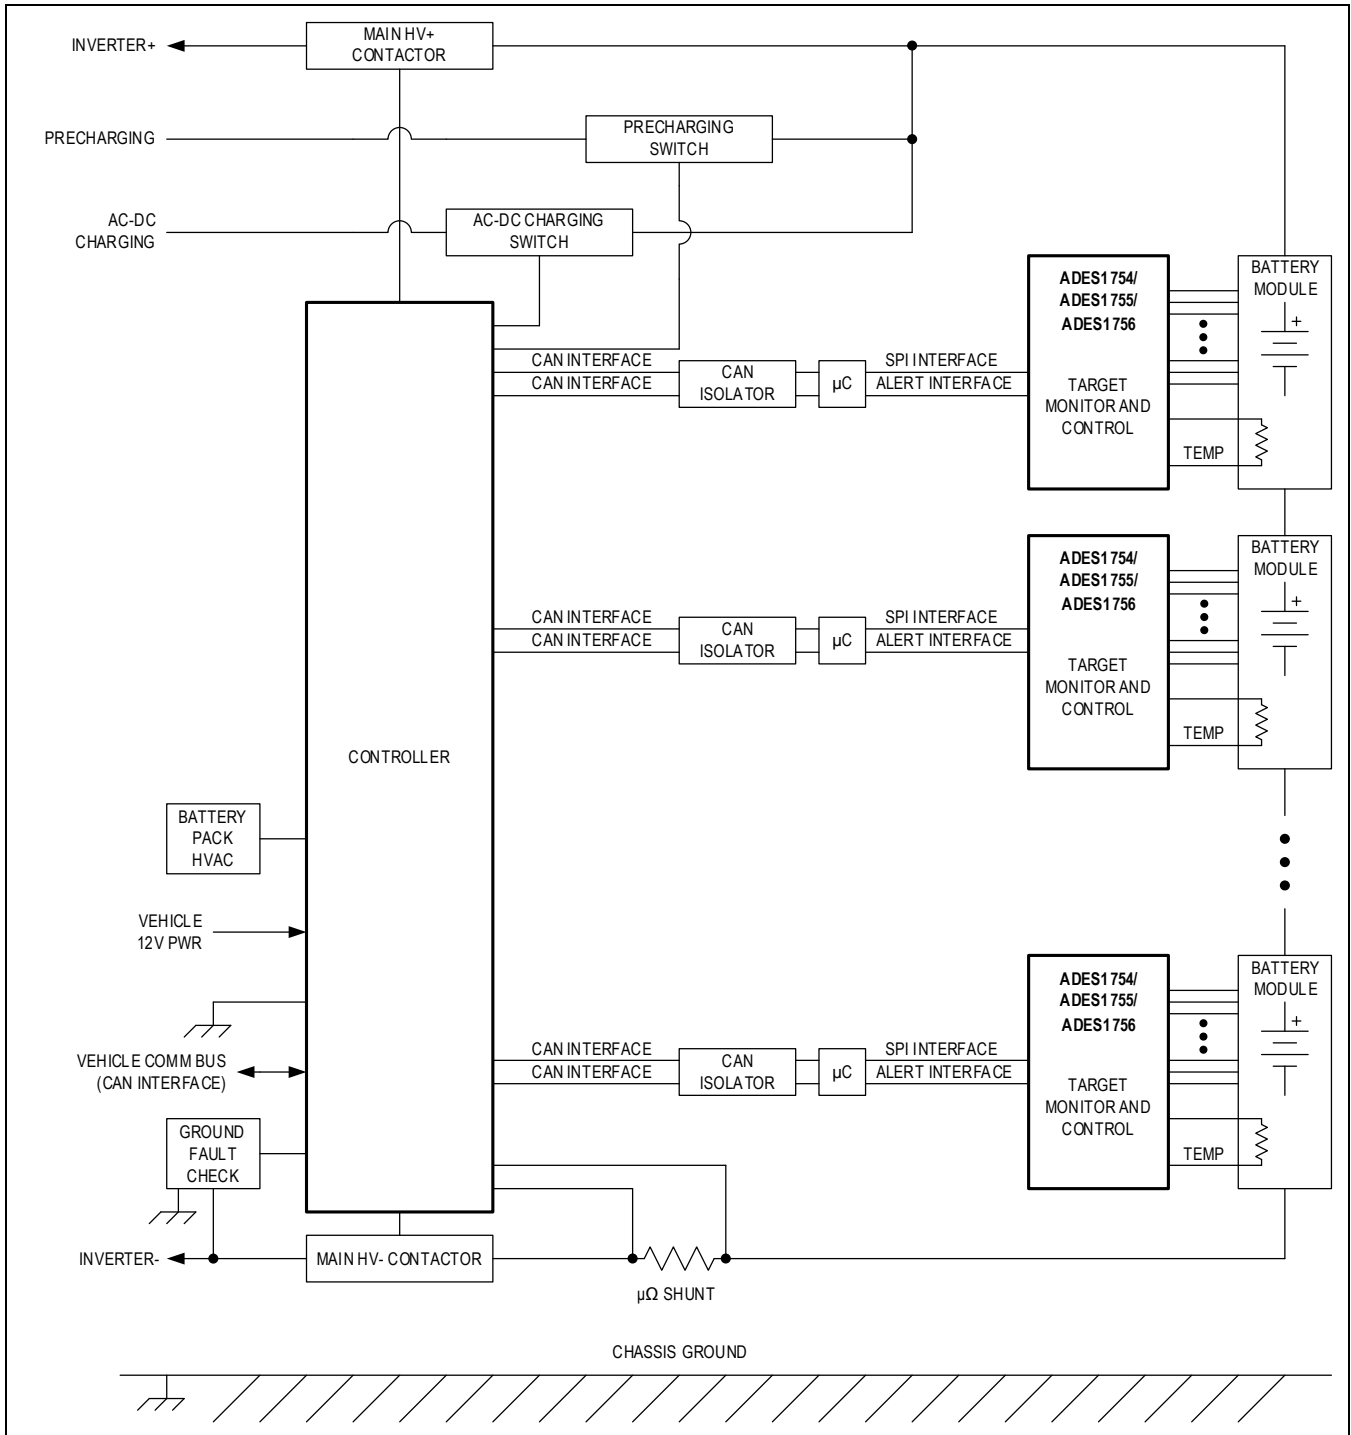 INVERTER+
MAIN HV+
CONTACTOR
PRECHARGING
PRECHARGING
SWITCH
AC-DC
CHARGING
AC-DC CHARGING
SWITCH
CAN INTERFACE
CAN INTERFACE
CAN
ISOLATOR
µC
SPI INTERFACE
ALERT INTERFACE
ADES1754/
ADES1755/
ADES1756
TARGET
MONITOR AND
CONTROL
TEMP
BATTERY
MODULE
+
CAN INTERFACE
CAN INTERFACE
CAN
ISOLATOR
µC
SPI INTERFACE
ALERT INTERFACE
ADES1754/
ADES1755/
ADES1756
TARGET
MONITOR AND
CONTROL
TEMP
BATTERY
MODULE
+
CONTROLLER
BATTERY
PACK
HVAC
VEHICLE
12V PWR
VEHICLE COMM BUS
(CAN INTERFACE)
CAN INTERFACE
CAN INTERFACE
CAN
ISOLATOR
µC
SPI INTERFACE
ALERT INTERFACE
ADES1754/
ADES1755/
ADES1756
TARGET
MONITOR AND
CONTROL
TEMP
BATTERY
MODULE
+
GROUND
FAULT
CHECK
INVERTER-
MAIN HV- CONTACTOR
µΩ SHUNT
CHASSIS GROUND